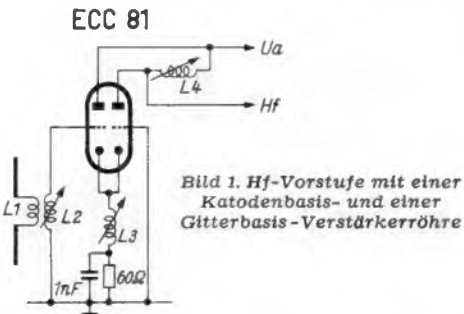 ECC 81
Ua
L4
Hf
L1
L2
L3
1nF
60Ω
Bild 1. Hf-Vorstufe mit einer
Katodenbasis- und einer
Gitterbasis-Verstärkerröhre